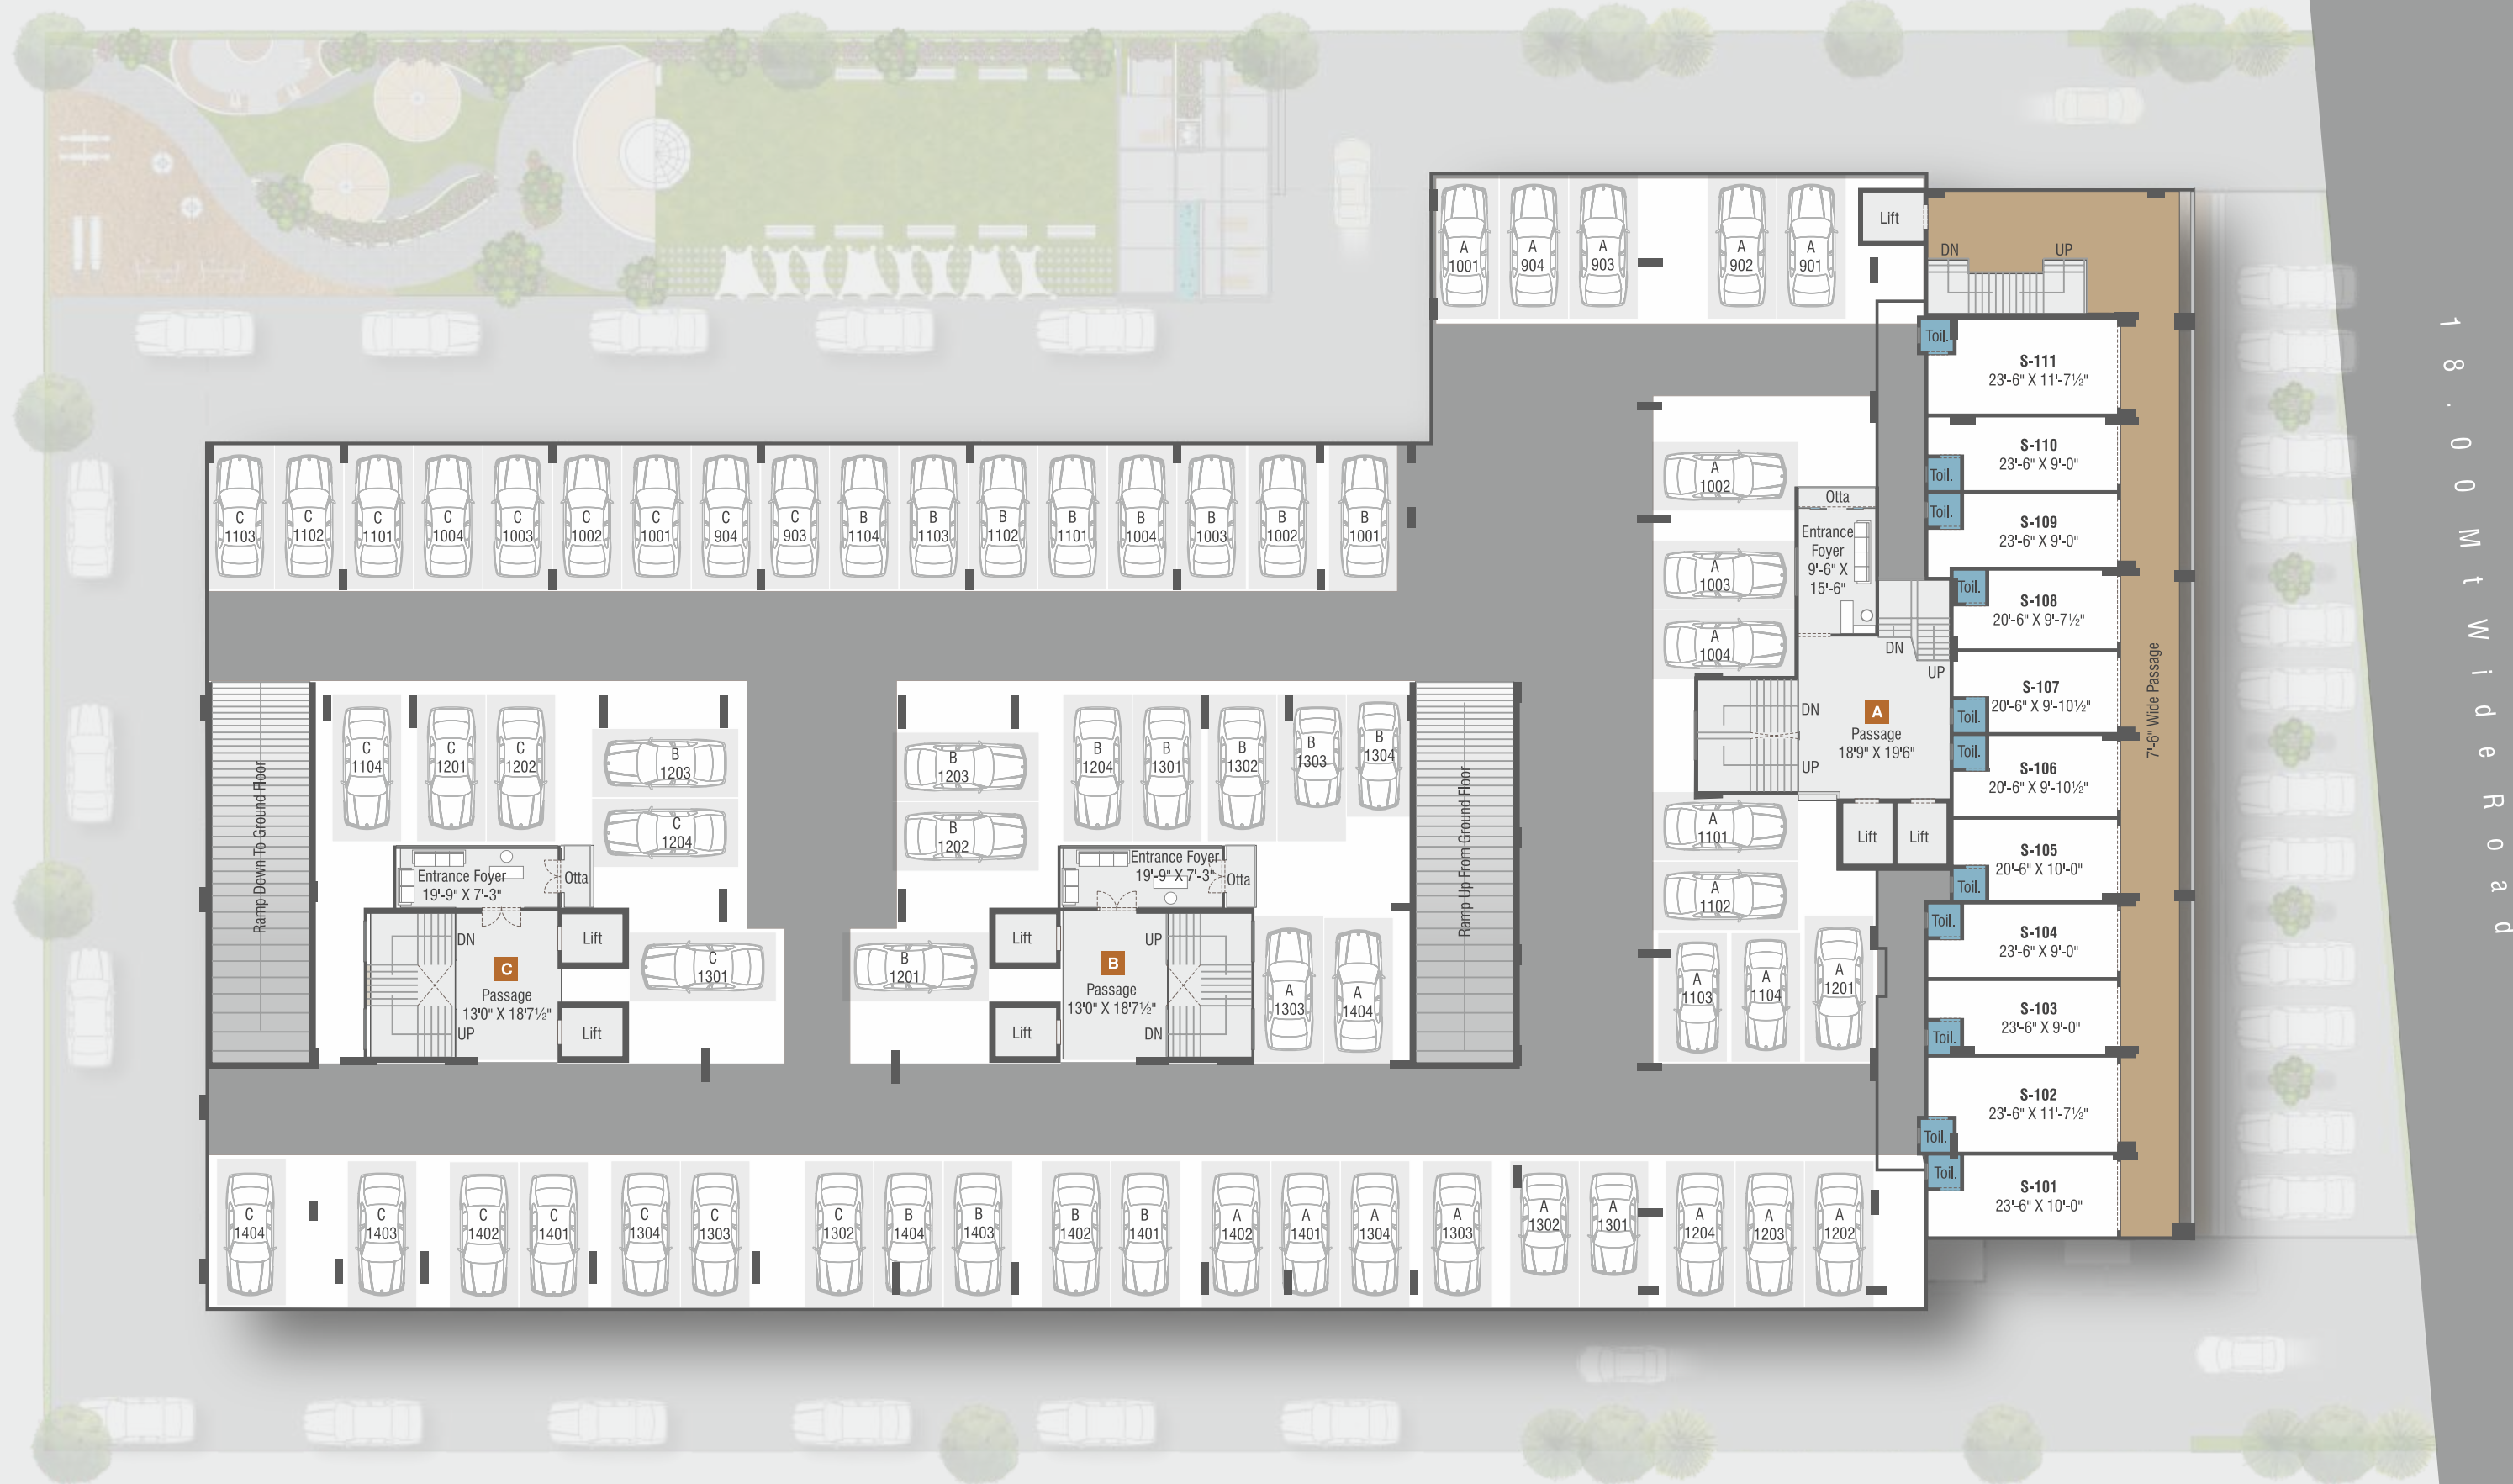 A
1001
A
904
A
903
A
902
A
901
Lift
DN
UP
Toil.
S-111
23'-6" X 11'-7½"
S-110
23'-6" X 9'-0"
Toil.
Toil.
S-109
23'-6" X 9'-0"
Toil.
S-108
20'-6" X 9'-7½"
S-107
20'-6" X 9'-10½"
Toil.
Toil.
S-106
20'-6" X 9'-10½"
S-105
20'-6" X 10'-0"
Toil.
Toil.
S-104
23'-6" X 9'-0"
S-103
23'-6" X 9'-0"
Toil.
S-102
23'-6" X 11'-7½"
Toil.
Toil.
S-101
23'-6" X 10'-0"
7'-6" Wide Passage
18.00 Mt Wide Road
A
1002
Otta
Entrance
Foyer
9'-6" X
15'-6"
A
1003
A
1004
DN
UP
DN
UP
A
Passage
18'9" X 19'6"
Lift
Lift
A
1101
A
1102
A
1103
A
1104
A
1201
C
1103
C
1102
C
1101
C
1004
C
1003
C
1002
C
1001
C
904
C
903
B
1104
B
1103
B
1102
B
1101
B
1004
B
1003
B
1002
B
1001
Ramp Down To Ground Floor
C
1104
C
1201
C
1202
B
1203
C
1204
Entrance Foyer
19'-9" X 7'-3"
Otta
DN
UP
C
Passage
13'0" X 18'7½"
Lift
Lift
C
1301
B
1203
B
1202
B
1204
B
1301
B
1302
B
1303
B
1304
Entrance Foyer
19'-9" X 7'-3"
Otta
B
1201
Lift
Lift
UP
DN
B
Passage
13'0" X 18'7½"
A
1303
A
1404
Ramp Up From Ground Floor
C
1404
C
1403
C
1402
C
1401
C
1304
C
1303
C
1302
B
1404
B
1403
B
1402
B
1401
A
1402
A
1401
A
1304
A
1303
A
1302
A
1301
A
1204
A
1203
A
1202